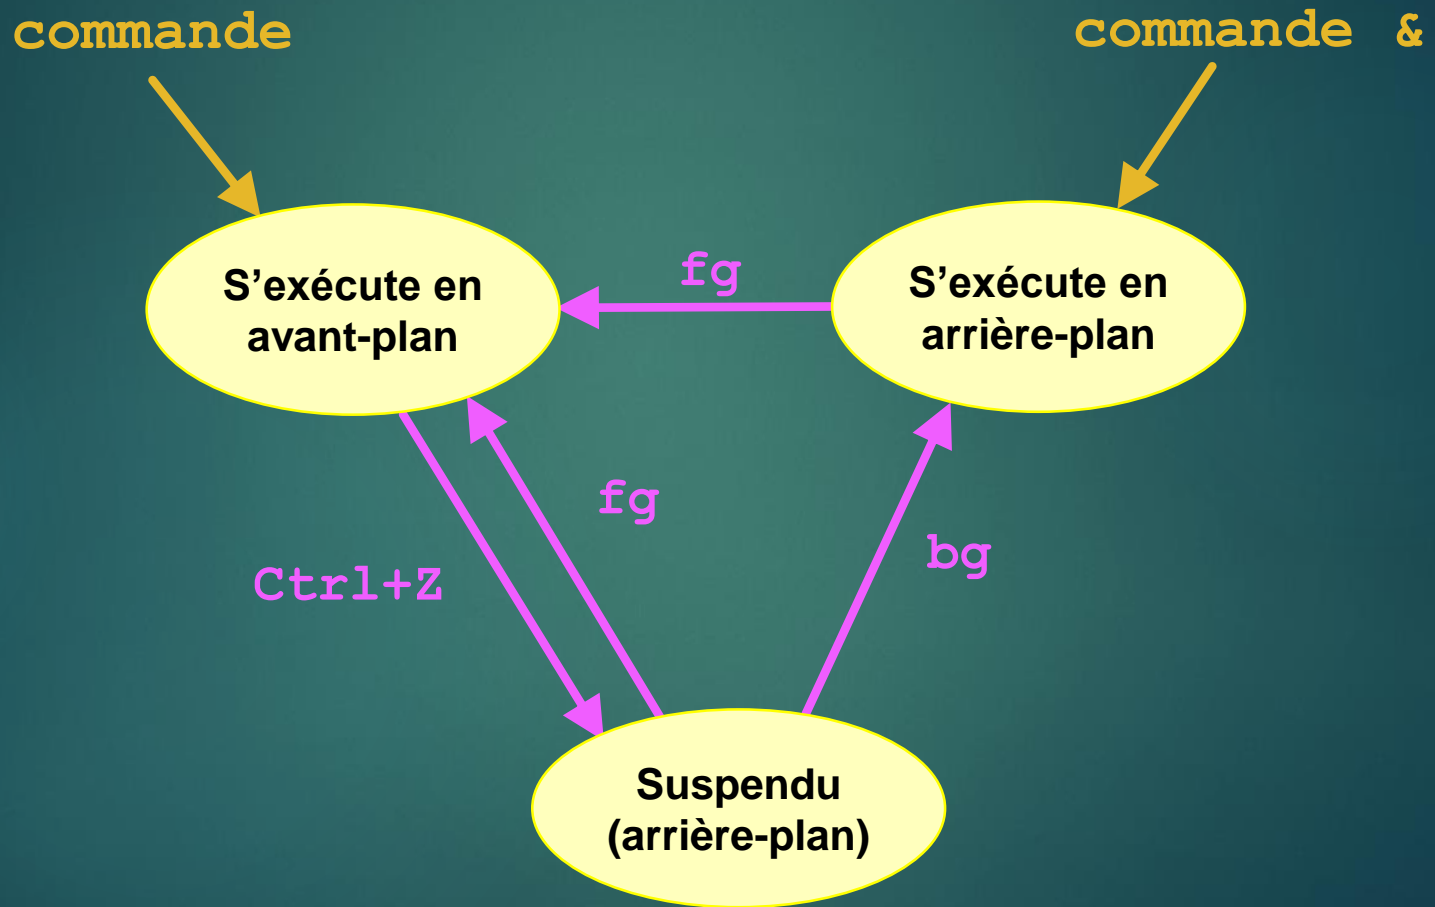 commande
commande &
S’exécute en
avant-plan
fg
S’exécute en
arrière-plan
fg
bg
Ctrl+Z
Suspendu
(arrière-plan)